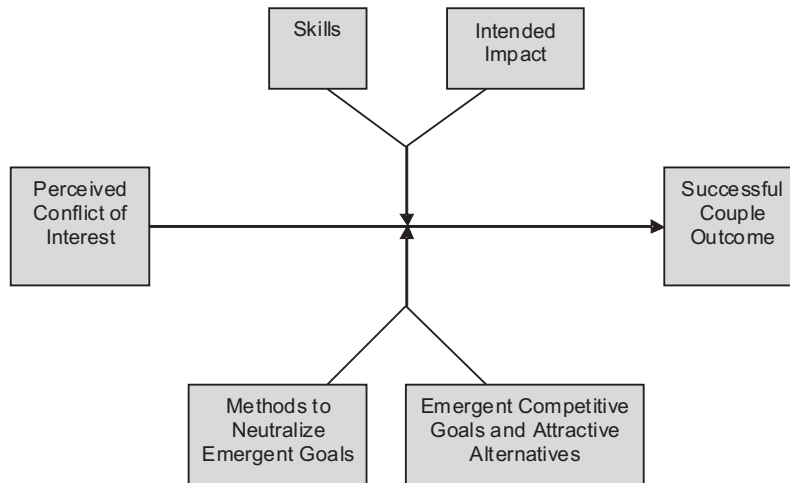 Skills
Intended
Impact
Perceived
Conflict of
Interest
Successful
Couple
Outcome
Methods to
Neutralize
Emergent Goals
Emergent Competitive
Goals and Attractive
Alternatives